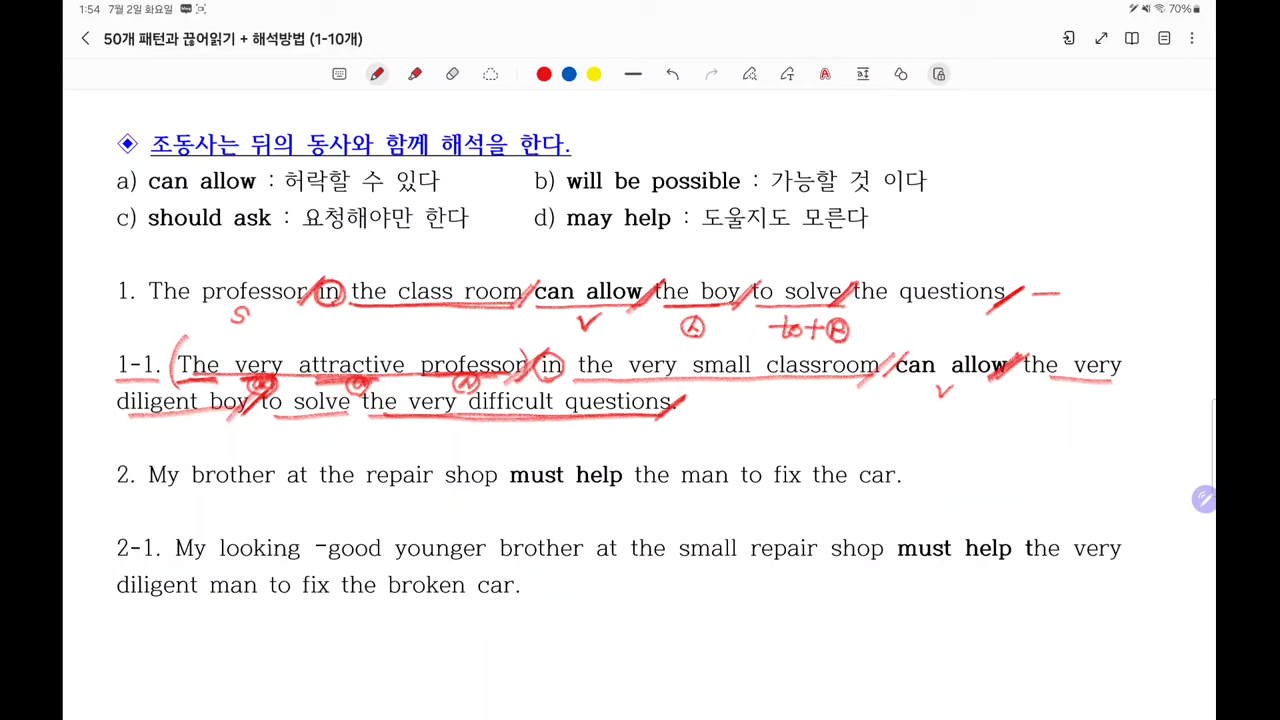 1:54 7월 2일 화요일 70%
50개 패턴과 끊어읽기 + 해석방법 (1-10개)
조동사는 뒤의 동사와 함께 해석을 한다.
a) can allow : 허락할 수 있다 b) will be possible : 가능할 것 이다
c) should ask : 요청해야만 한다 d) may help : 도울지도 모른다
1. The professor in the class room can allow the boy to solve the questions
S V to+R
1-1. The very attractive professor in the very small classroom can allow the very
V
diligent boy to solve the very difficult questions.
2. My brother at the repair shop must help the man to fix the car.
2-1. My looking -good younger brother at the small repair shop must help the very
diligent man to fix the broken car.